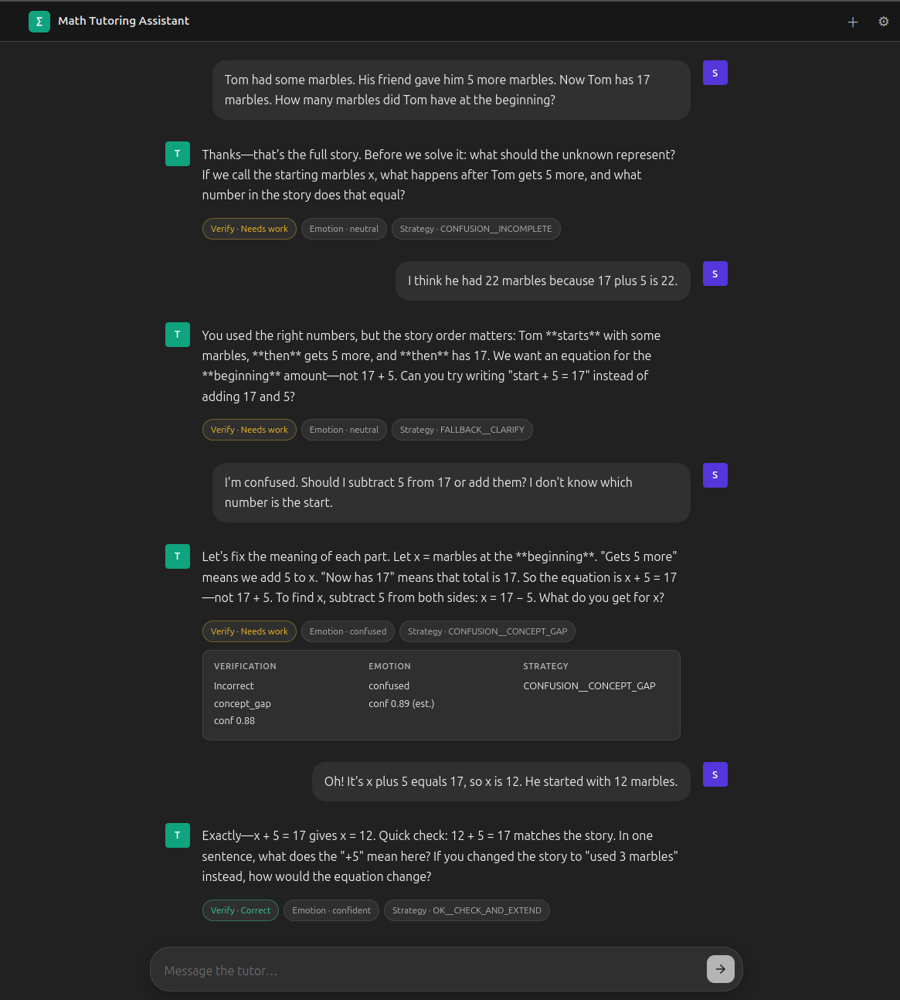 Σ Math Tutoring Assistant + ⚙
Tom had some marbles. His friend gave him 5 more marbles. Now Tom has 17
marbles. How many marbles did Tom have at the beginning?
S
T
Thanks—that's the full story. Before we solve it: what should the unknown represent?
If we call the starting marbles x, what happens after Tom gets 5 more, and what
number in the story does that equal?
Verify · Needs work Emotion · neutral Strategy · CONFUSION__INCOMPLETE
I think he had 22 marbles because 17 plus 5 is 22.
S
T
You used the right numbers, but the story order matters: Tom **starts** with some
marbles, **then** gets 5 more, and **then** has 17. We want an equation for the
**beginning** amount—not 17 + 5. Can you try writing "start + 5 = 17" instead of
adding 17 and 5?
Verify · Needs work Emotion · neutral Strategy · FALLBACK__CLARIFY
I'm confused. Should I subtract 5 from 17 or add them? I don't know which
number is the start.
S
T
Let's fix the meaning of each part. Let x = marbles at the **beginning**. "Gets 5 more"
means we add 5 to x. "Now has 17" means that total is 17. So the equation is x + 5 = 17
—not 17 + 5. To find x, subtract 5 from both sides: x = 17 − 5. What do you get for x?
Verify · Needs work Emotion · confused Strategy · CONFUSION__CONCEPT_GAP
VERIFICATION EMOTION STRATEGY
Incorrect confused CONFUSION__CONCEPT_GAP
concept_gap conf 0.89 (est.)
conf 0.88
Oh! It's x plus 5 equals 17, so x is 12. He started with 12 marbles.
S
T
Exactly—x + 5 = 17 gives x = 12. Quick check: 12 + 5 = 17 matches the story. In one
sentence, what does the "+5" mean here? If you changed the story to "used 3 marbles"
instead, how would the equation change?
Verify · Correct Emotion · confident Strategy · OK__CHECK_AND_EXTEND
Message the tutor…